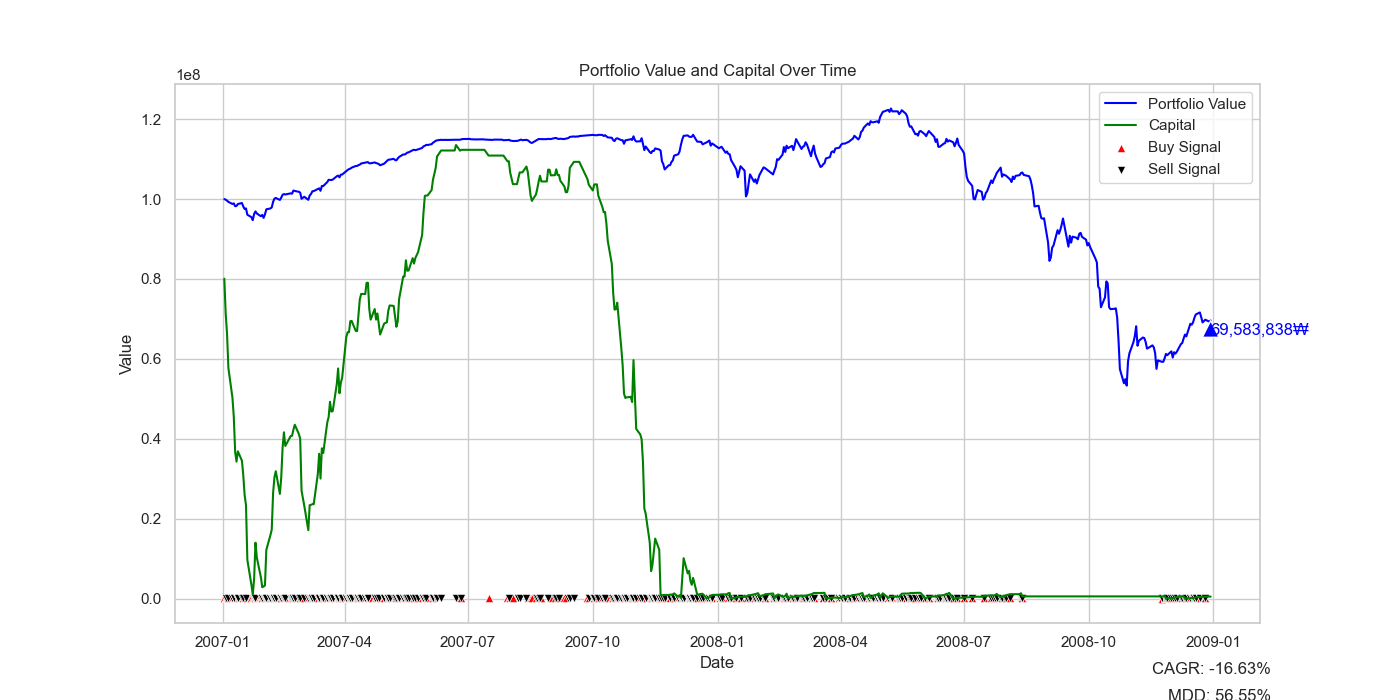 Portfolio Value and Capital Over Time
1e8
Portfolio Value
Capital
Buy Signal
Sell Signal
1.2
1.0
0.8
0.6
0.4
0.2
0.0
Value
69,583,838₩
2007-01
2007-04
2007-07
2007-10
2008-01
2008-04
2008-07
2008-10
2009-01
Date
CAGR: -16.63%
MDD: 56.55%